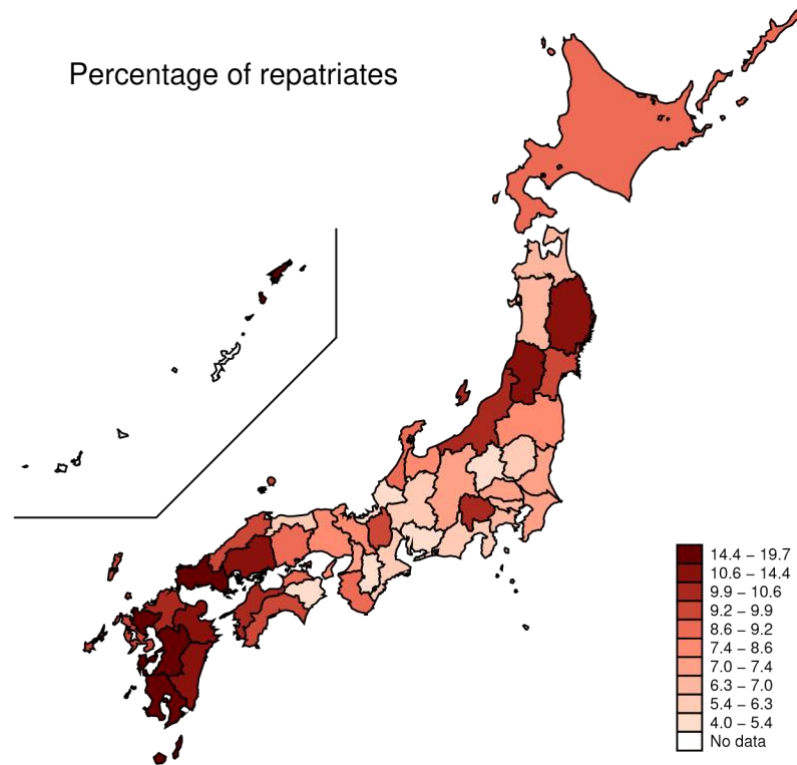 Percentage of repatriates
14.4 – 19.7
10.6 – 14.4
9.9 – 10.6
9.2 – 9.9
8.6 – 9.2
7.4 – 8.6
7.0 – 7.4
6.3 – 7.0
5.4 – 6.3
4.0 – 5.4
No data